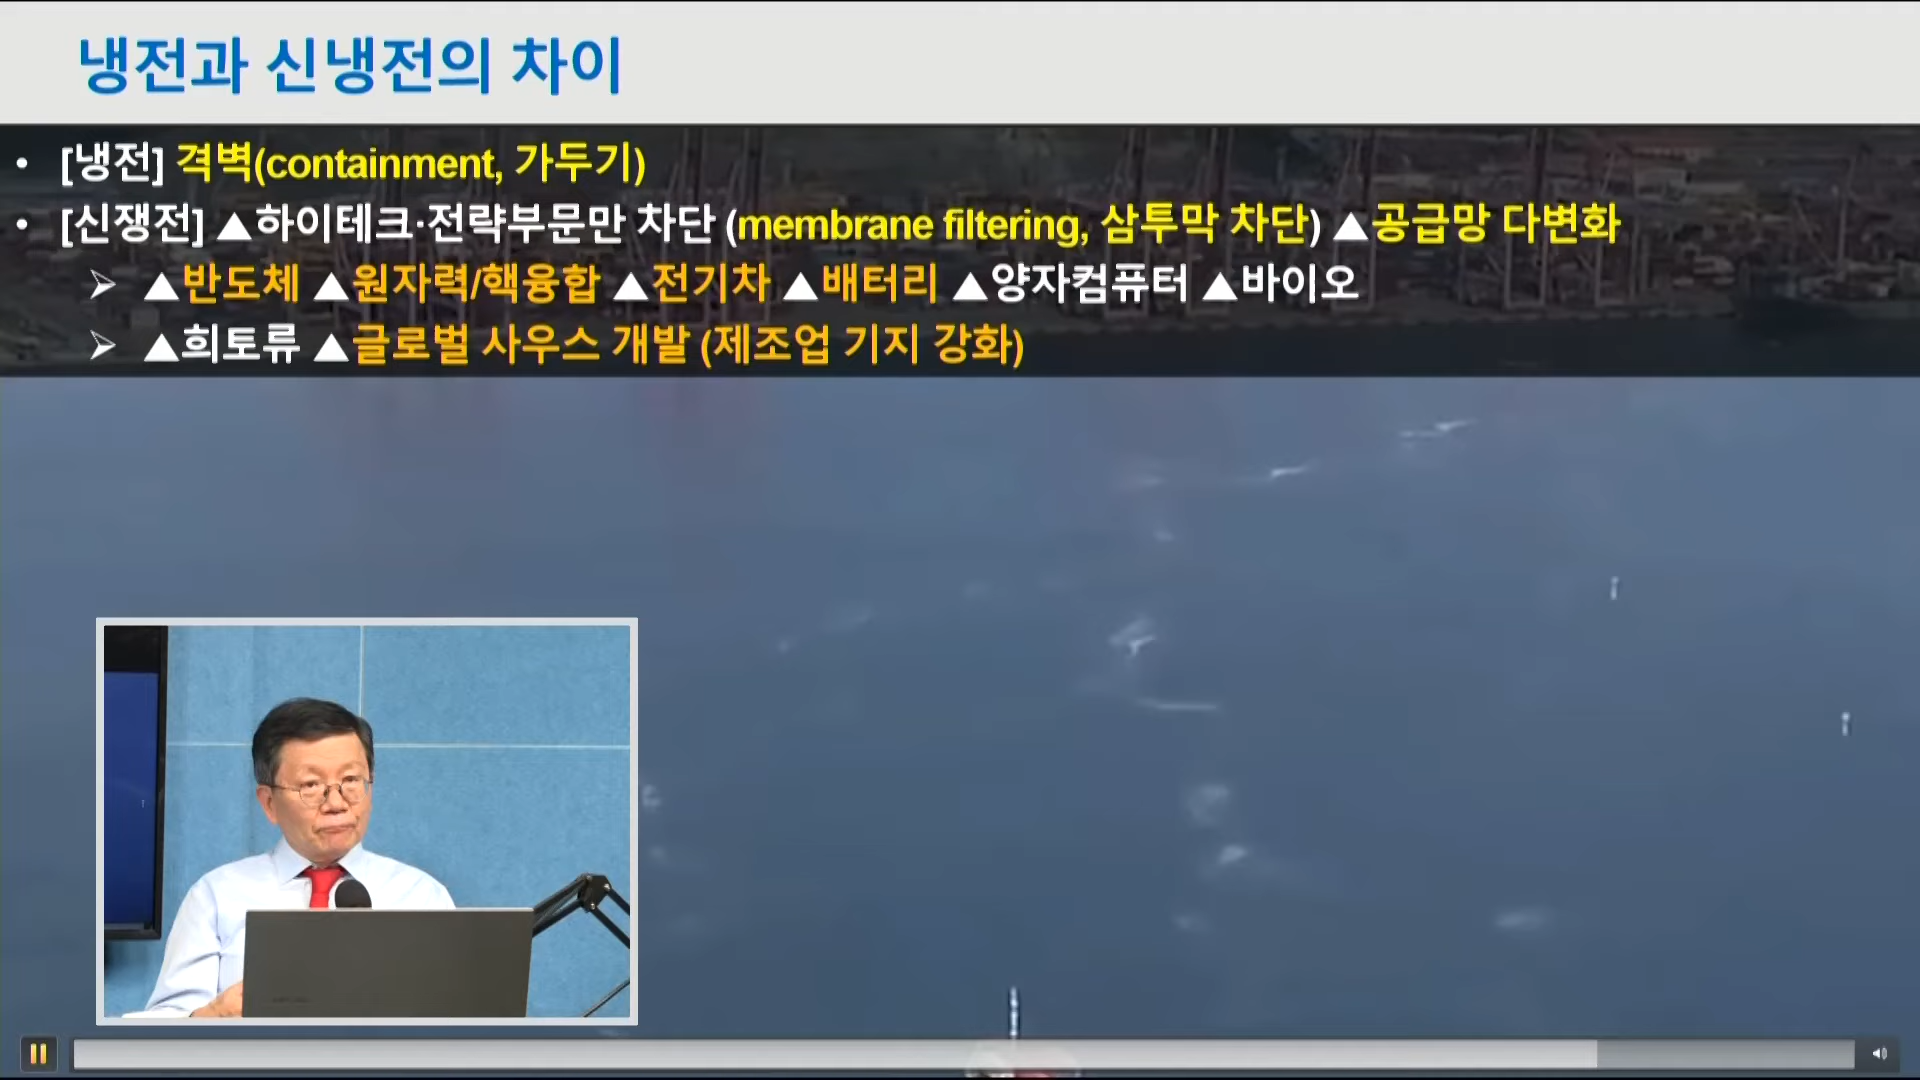 냉전과 신냉전의 차이
• [냉전] 격벽(containment, 가두기)
• [신쟁전] ▲하이테크·전략부문만 차단 (membrane filtering, 삼투막 차단) ▲공급망 다변화
➢ ▲반도체 ▲원자력/핵융합 ▲전기차 ▲배터리 ▲양자컴퓨터 ▲바이오
➢ ▲희토류 ▲글로벌 사우스 개발 (제조업 기지 강화)